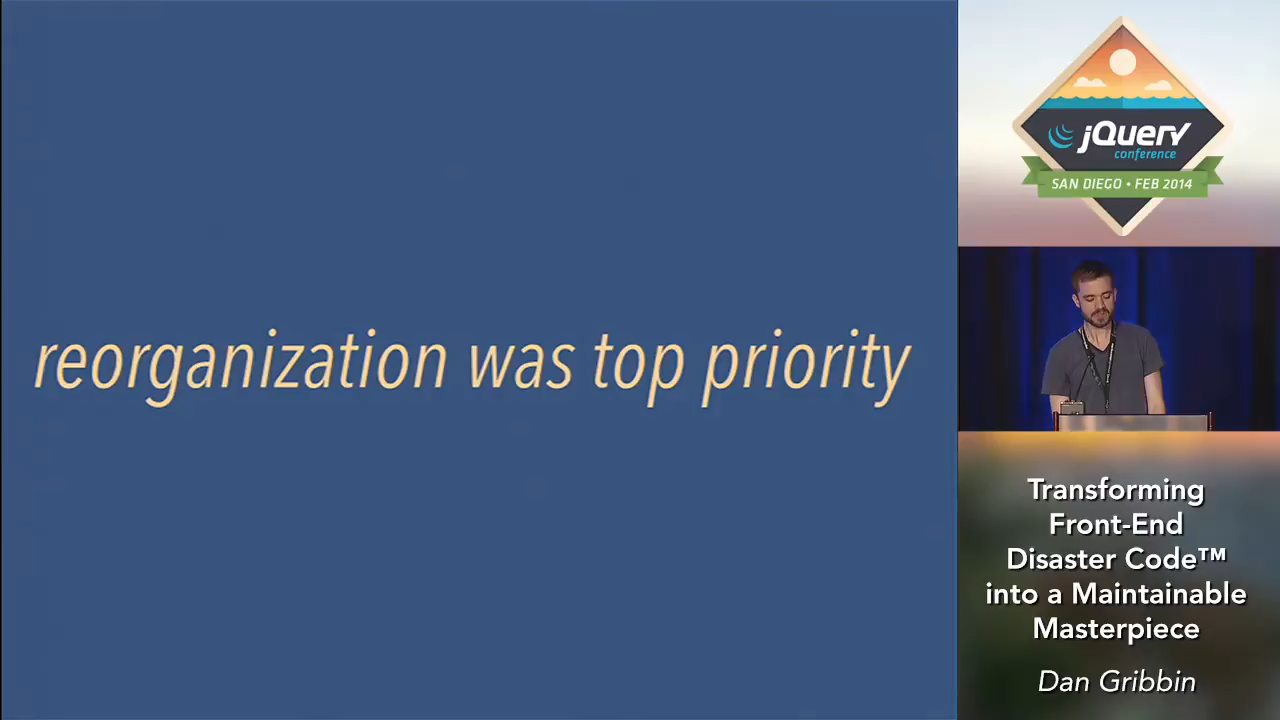 reorganization was top priority
jQuery
conference
SAN DIEGO • FEB 2014
Transforming
Front-End
Disaster Code™
into a Maintainable
Masterpiece
Dan Gribbin